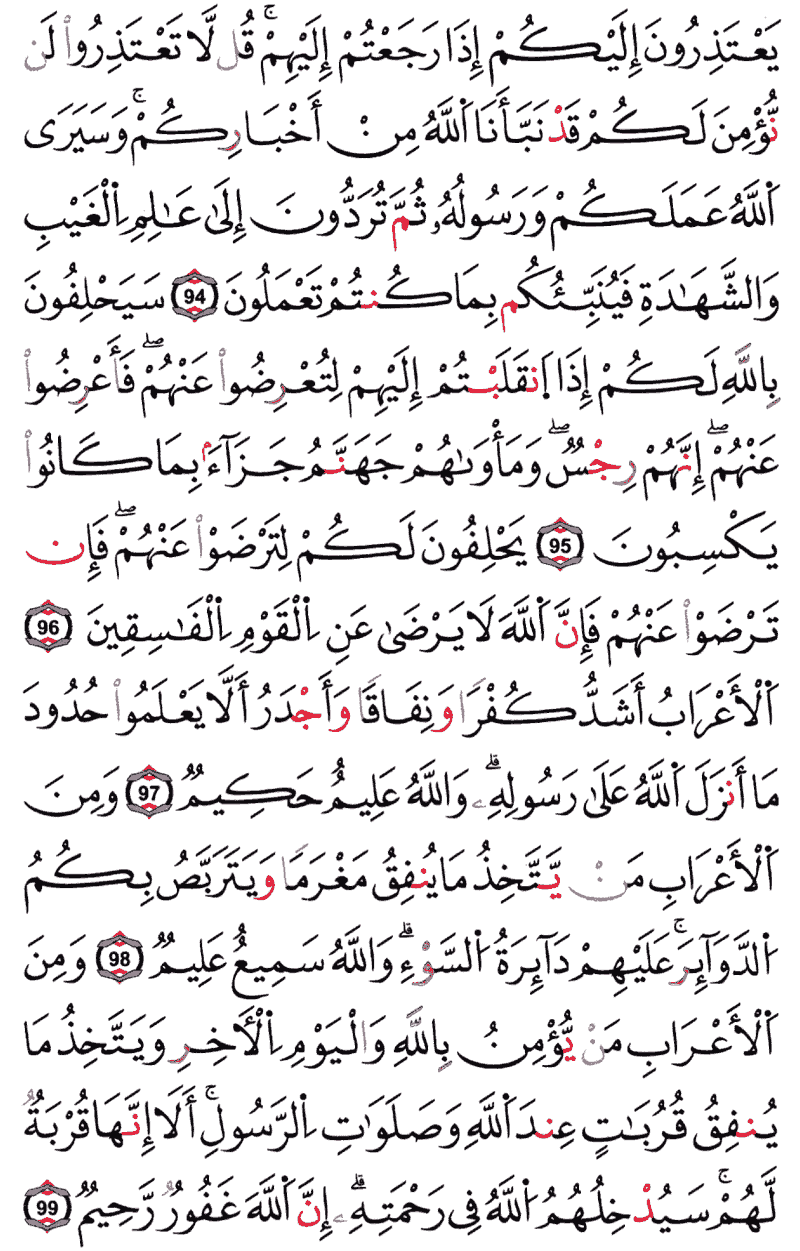 يَعْتَذِرُونَ إِلَيْكُمْ إِذَا رَجَعْتُمْ إِلَيْهِمْ ۚ قُل لَّا تَعْتَذِرُوا۟ لَن
نُّؤْمِنَ لَكُمْ قَدْ نَبَّأَنَا ٱللَّهُ مِنْ أَخْبَارِكُمْ ۚ وَسَيَرَى
ٱللَّهُ عَمَلَكُمْ وَرَسُولُهُۥ ثُمَّ تُرَدُّونَ إِلَىٰ عَـٰلِمِ ٱلْغَيْبِ
وَٱلشَّهَـٰدَةِ فَيُنَبِّئُكُم بِمَا كُنتُمْ تَعْمَلُونَ 94 سَيَحْلِفُونَ
بِٱللَّهِ لَكُمْ إِذَا ٱنقَلَبْتُمْ إِلَيْهِمْ لِتُعْرِضُوا۟ عَنْهُمْ ۖ فَأَعْرِضُوا۟
عَنْهُمْ ۖ إِنَّهُمْ رِجْسٌ ۖ وَمَأْوَىٰهُمْ جَهَنَّمُ جَزَآءًۢ بِمَا كَانُوا۟
يَكْسِبُونَ 95 يَحْلِفُونَ لَكُمْ لِتَرْضَوْا۟ عَنْهُمْ ۖ فَإِن
تَرْضَوْا۟ عَنْهُمْ فَإِنَّ ٱللَّهَ لَا يَرْضَىٰ عَنِ ٱلْقَوْمِ ٱلْفَـٰسِقِينَ 96
ٱلْأَعْرَابُ أَشَدُّ كُفْرًا وَنِفَاقًا وَأَجْدَرُ أَلَّا يَعْلَمُوا۟ حُدُودَ
مَا أَنزَلَ ٱللَّهُ عَلَىٰ رَسُولِهِۦ ۗ وَٱللَّهُ عَلِيمٌ حَكِيمٌ 97 وَمِنَ
ٱلْأَعْرَابِ مَن يَتَّخِذُ مَا يُنفِقُ مَغْرَمًا وَيَتَرَبَّصُ بِكُمُ
ٱلدَّوَآئِرَ ۚ عَلَيْهِمْ دَآئِرَةُ ٱلسَّوْءِ ۗ وَٱللَّهُ سَمِيعٌ عَلِيمٌ 98 وَمِنَ
ٱلْأَعْرَابِ مَن يُؤْمِنُ بِٱللَّهِ وَٱلْيَوْمِ ٱلْـَٔاخِرِ وَيَتَّخِذُ مَا
يُنفِقُ قُرُبَـٰتٍ عِندَ ٱللَّهِ وَصَلَوَٰتِ ٱلرَّسُولِ ۚ أَلَا إِنَّهَا قُرْبَةٌ
لَّهُمْ ۚ سَيُدْخِلُهُمُ ٱللَّهُ فِى رَحْمَتِهِۦ ۗ إِنَّ ٱللَّهَ غَفُورٌ رَّحِيمٌ 99